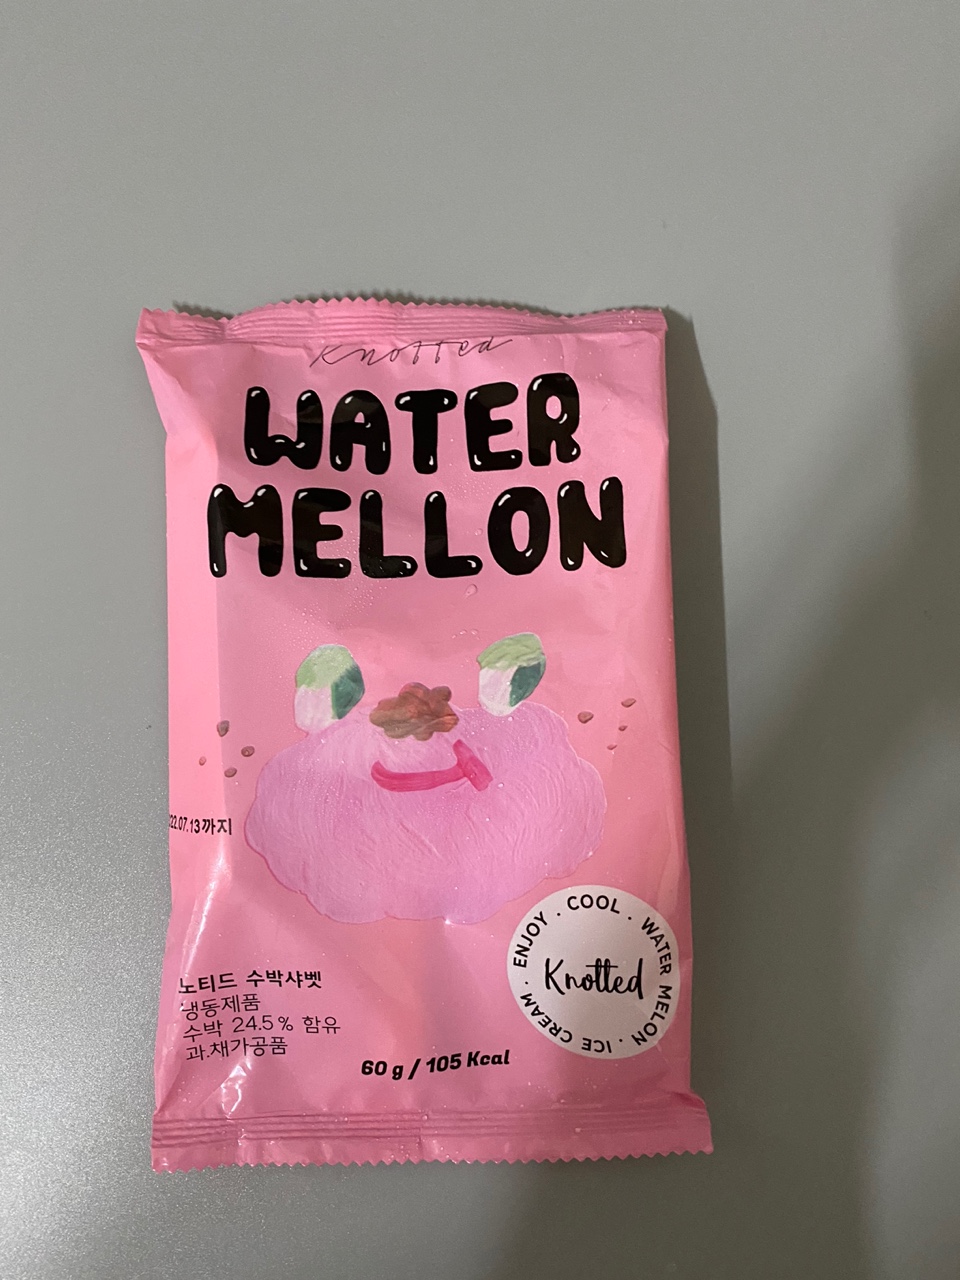 Knotted
WATER
MELLON
22.07.13까지
ENJOY . COOL . WATER MELON . ICE CREAM .
Knotted
노티드 수박샤벳
냉동제품
수박 24.5% 함유
과.채가공품
60 g / 105 Kcal